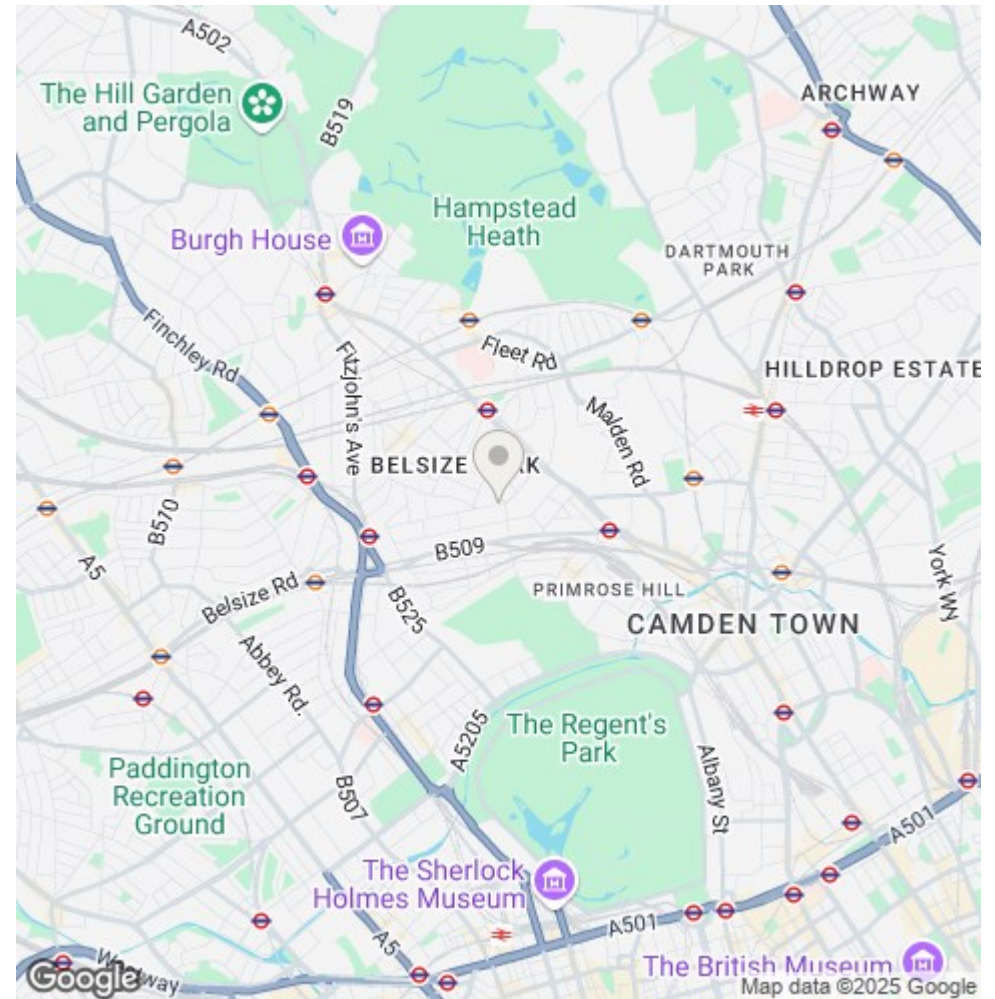 A502
The Hill Garden
and Pergola
B519
ARCHWAY
Hampstead
Heath
Burgh House
DARTMOUTH
PARK
Finchley Rd
Fitzjohn's Ave
Fleet Rd
HILLDROP ESTATE
Malden Rd
BELSIZE
K
B510
A5
B509
York Wy
Belsize Rd
B525
PRIMROSE HILL
CAMDEN TOWN
Abbey Rd.
A5205
The Regent's
Park
Albany St
Paddington
Recreation
Ground
B507
A501
The Sherlock
Holmes Museum
A501
A5
Westway
The British Museum
Google
Map data ©2025 Google